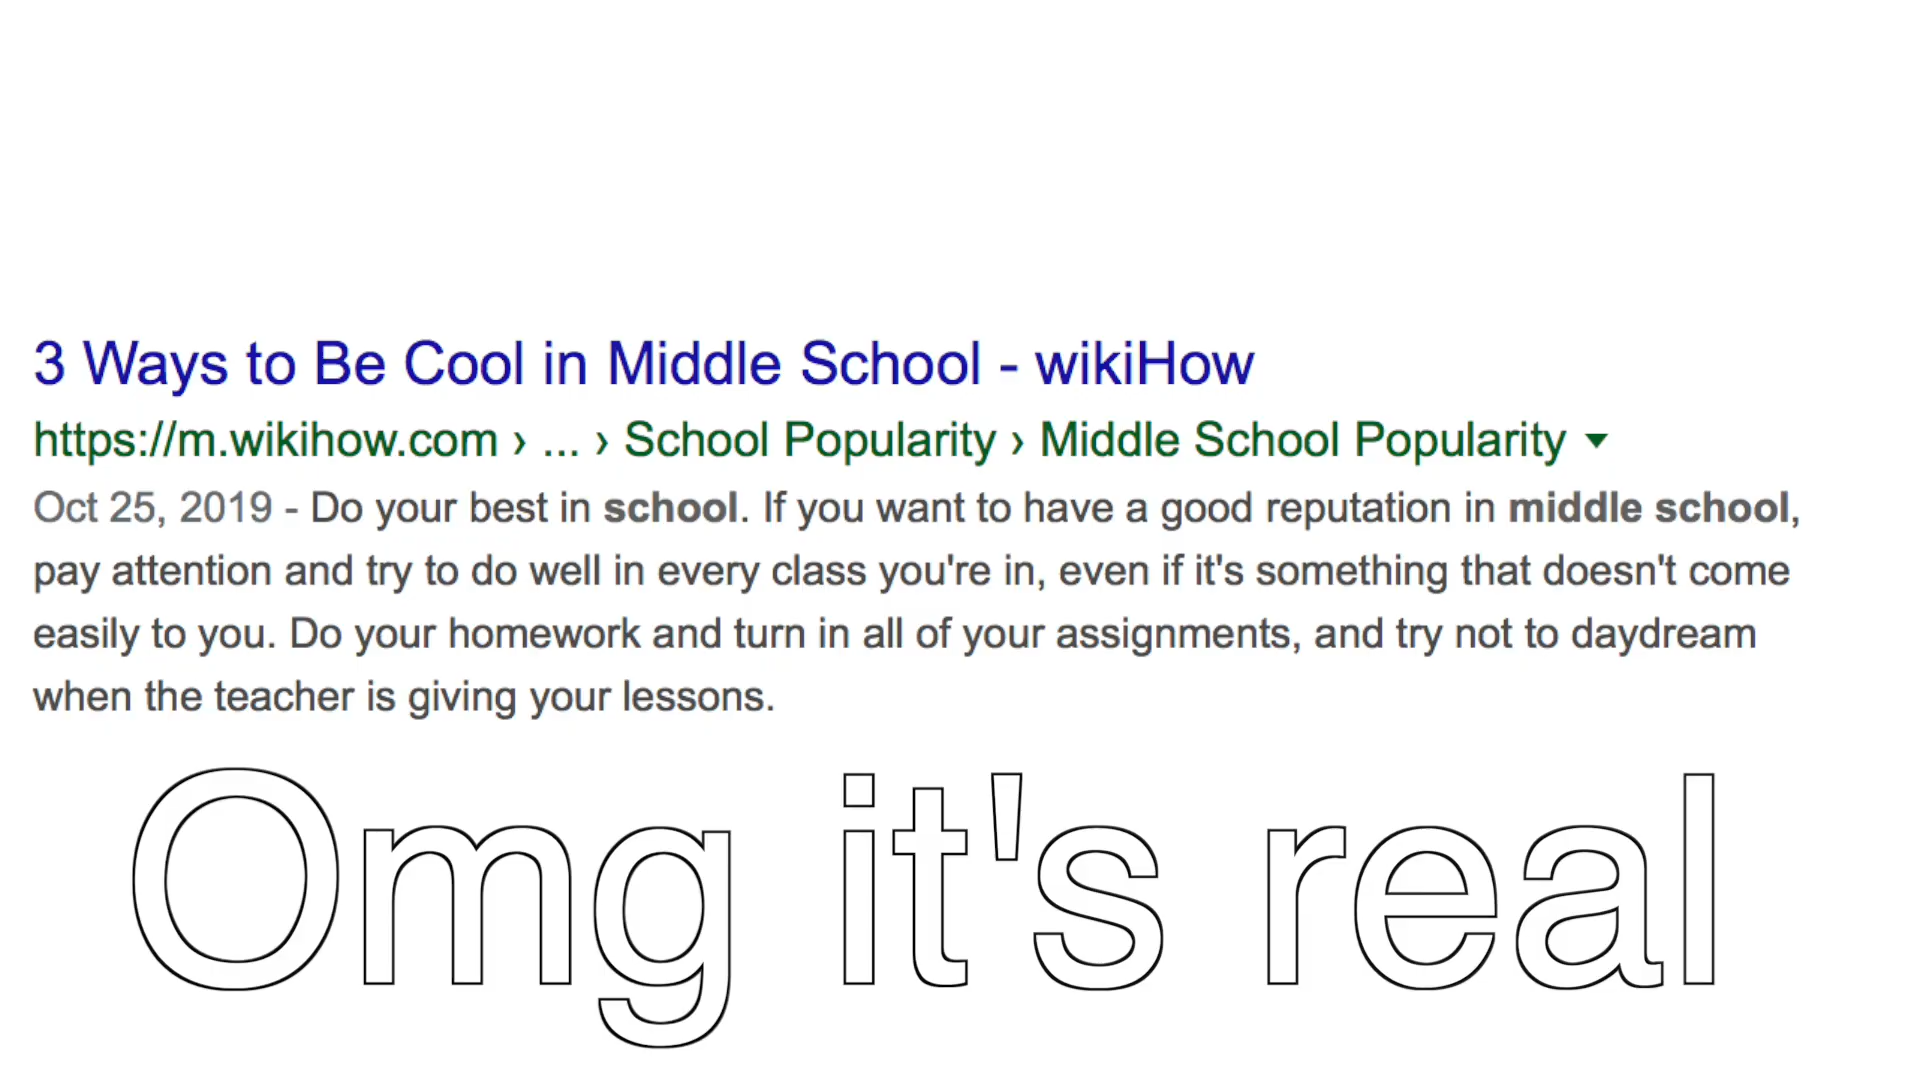 3 Ways to Be Cool in Middle School - wikiHow
https://m.wikihow.com › ... › School Popularity › Middle School Popularity
Oct 25, 2019 - Do your best in school. If you want to have a good reputation in middle school,
pay attention and try to do well in every class you're in, even if it's something that doesn't come
easily to you. Do your homework and turn in all of your assignments, and try not to daydream
when the teacher is giving your lessons.
Omg it's real